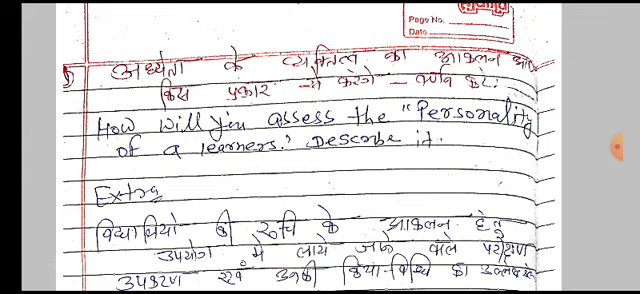 Page No.
Date
अध्येता के व्यक्तित्व का आकलन आप
किस प्रकार से करेंगे - वर्णन करें।
How will you assess the "Personality
of a learners." Describe it.
Extra
विद्यार्थियो की रूचि के आकलन हेतू
उपयोग में लाये जाने वाले परीक्षण
उपकरण एवं उनकी क्रिया-विधि का उल्लेख